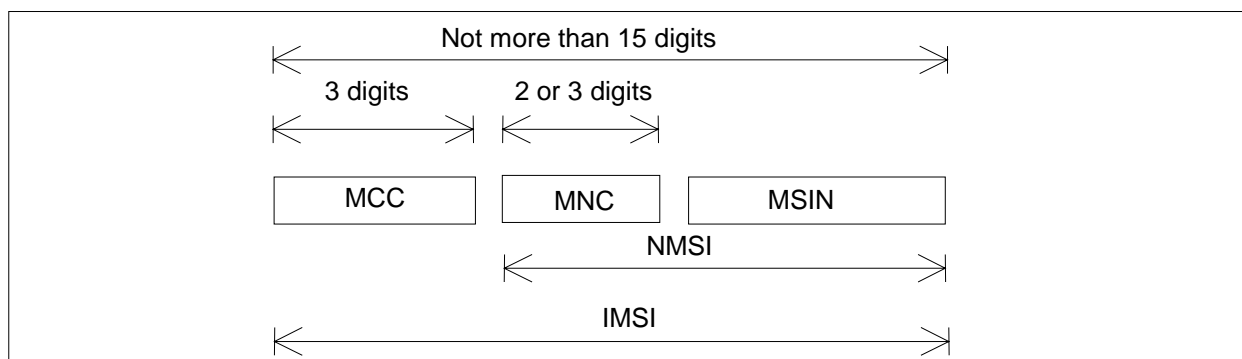 Not more than 15 digits
3 digits
2 or 3 digits
MCC
MNC
MSIN
NMSI
IMSI